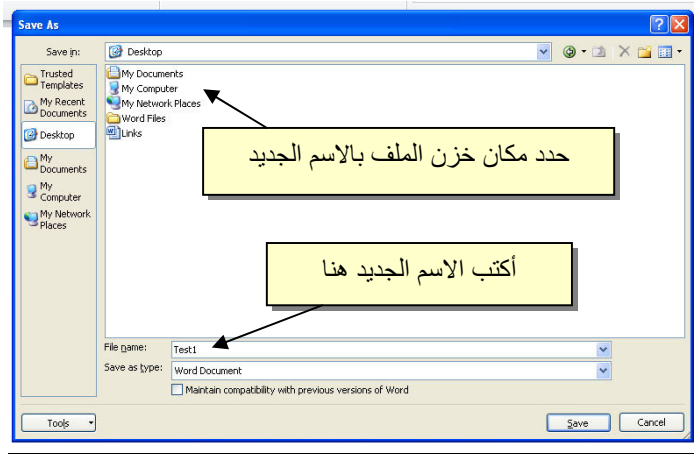 Save As
Save in:
Desktop
Trusted Templates
My Recent Documents
Desktop
My Documents
My Computer
My Network Places
My Documents
My Computer
My Network Places
Word Files
Links
حدد مكان خزن الملف بالاسم الجديد
أكتب الاسم الجديد هنا
File name:
Test1
Save as type:
Word Document
Maintain compatibility with previous versions of Word
Tools
Save
Cancel